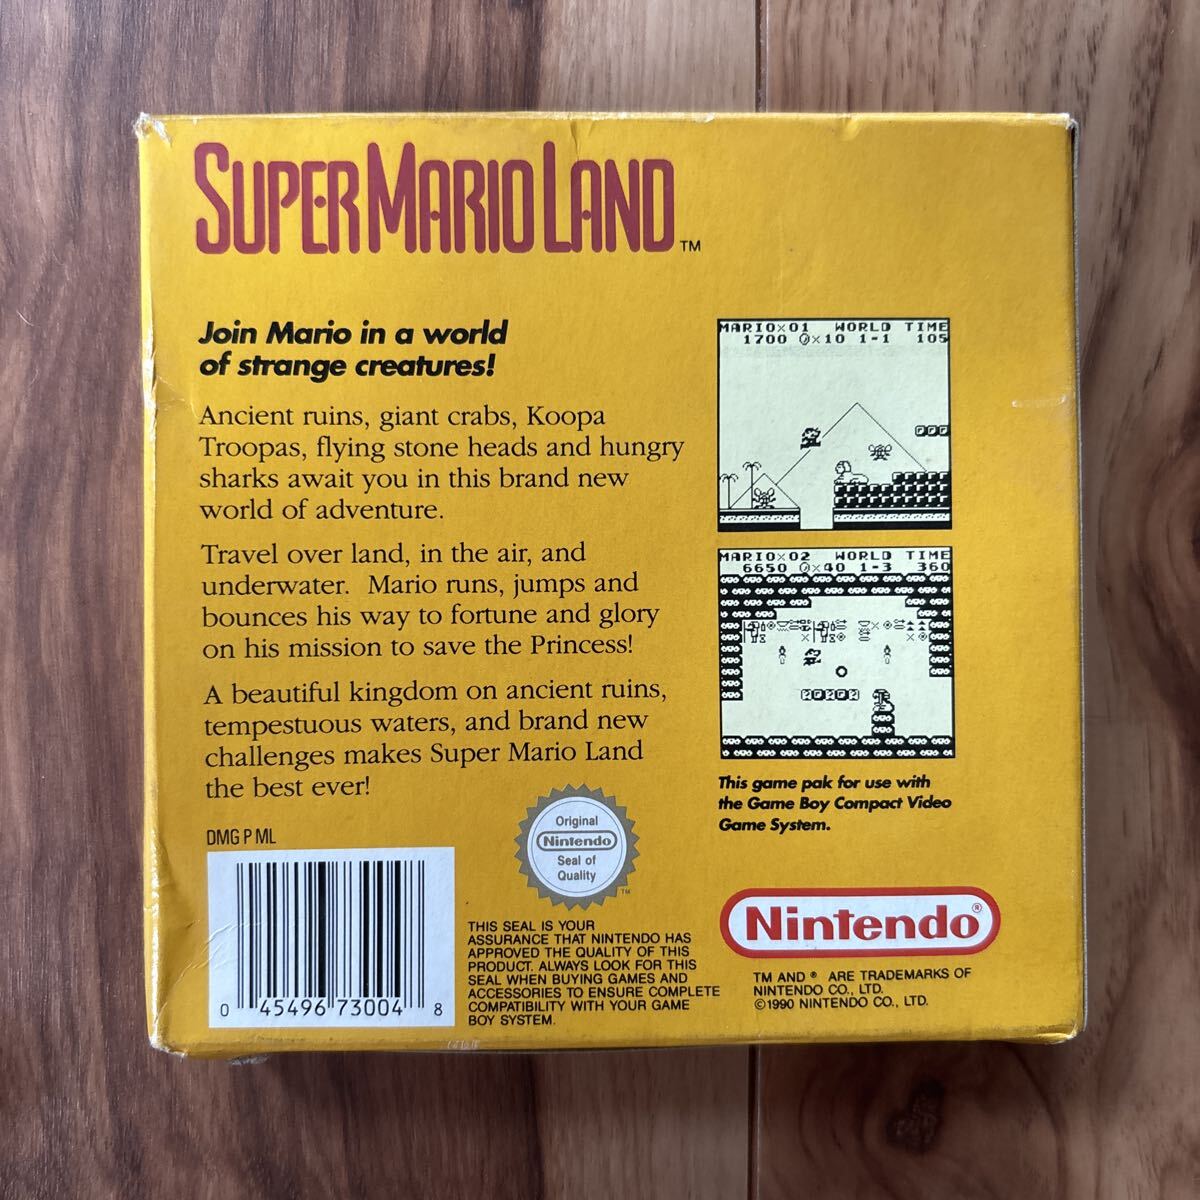 SUPER MARIO LAND™
Join Mario in a world
of strange creatures!
Ancient ruins, giant crabs, Koopa
Troopas, flying stone heads and hungry
sharks await you in this brand new
world of adventure.
Travel over land, in the air, and
underwater. Mario runs, jumps and
bounces his way to fortune and glory
on his mission to save the Princess!
A beautiful kingdom on ancient ruins,
tempestuous waters, and brand new
challenges makes Super Mario Land
the best ever!
MARIO×01 WORLD TIME
1700 ×10 1-1 105
MARIO×02 WORLD TIME
6650 ×40 1-3 360
This game pak for use with
the Game Boy Compact Video
Game System.
DMG P ML
0 45496 73004 8
Original
Nintendo
Seal of
Quality
TM
THIS SEAL IS YOUR
ASSURANCE THAT NINTENDO HAS
APPROVED THE QUALITY OF THIS
PRODUCT. ALWAYS LOOK FOR THIS
SEAL WHEN BUYING GAMES AND
ACCESSORIES TO ENSURE COMPLETE
COMPATIBILITY WITH YOUR GAME
BOY SYSTEM.
Nintendo®
TM AND ® ARE TRADEMARKS OF
NINTENDO CO., LTD.
©1990 NINTENDO CO., LTD.